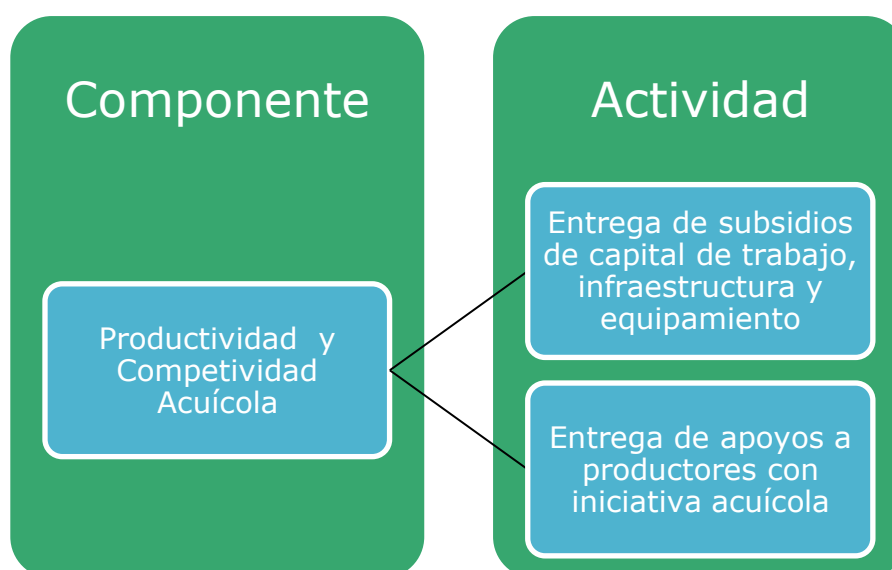 Componente
Productividad  y
Competividad
Acuícola
Actividad
Entrega de subsidios
de capital de trabajo,
infraestructura y
equipamiento
Entrega de apoyos a
productores con
iniciativa acuícola